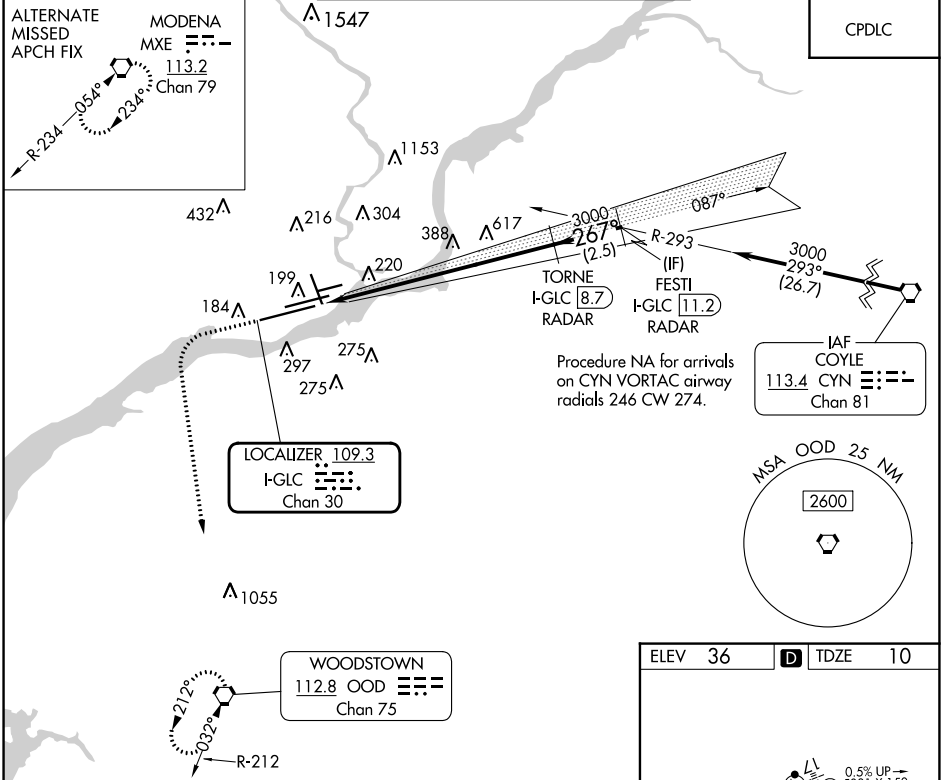 ALTERNATE
MISSED
APCH FIX
MODENA
MXE
113.2
Chan 79
054°
234°
R-234
1547
CPDLC
1153
432
216
304
388
617
199
220
184
297
275
275
3000
267°
(2.5)
087°
R-293
3000
293°
(26.7)
TORNE
I-GLC 8.7
RADAR
(IF)
FESTI
I-GLC 11.2
RADAR
IAF
COYLE
113.4 CYN
Chan 81
Procedure NA for arrivals
on CYN VORTAC airway
radials 246 CW 274.
LOCALIZER 109.3
I-GLC
Chan 30
MSA OOD 25 NM
2600
1055
WOODSTOWN
112.8 OOD
Chan 75
212°
032°
R-212
ELEV 36
D
TDZE 10
17
0.5% UP